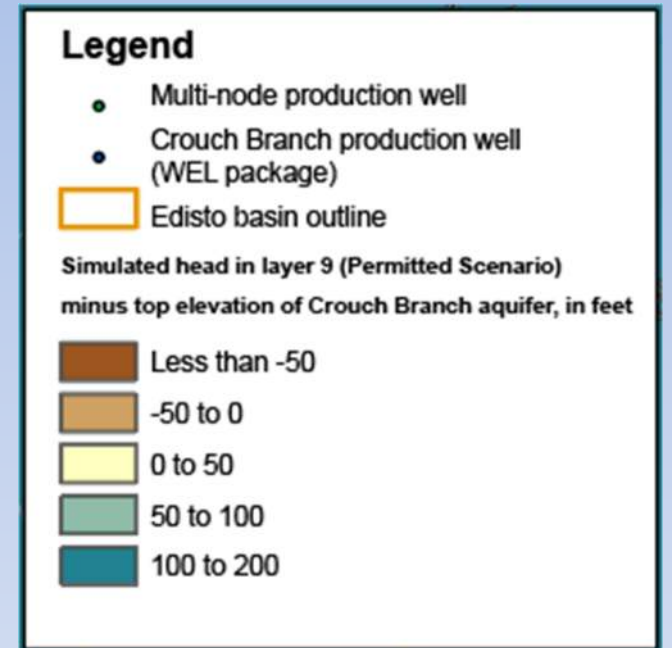 Legend
Multi-node production well
Crouch Branch production well
(WEL package)
Edisto basin outline
Simulated head in layer 9 (Permitted Scenario)
minus top elevation of Crouch Branch aquifer, in feet
Less than -50
-50 to 0
0 to 50
50 to 100
100 to 200